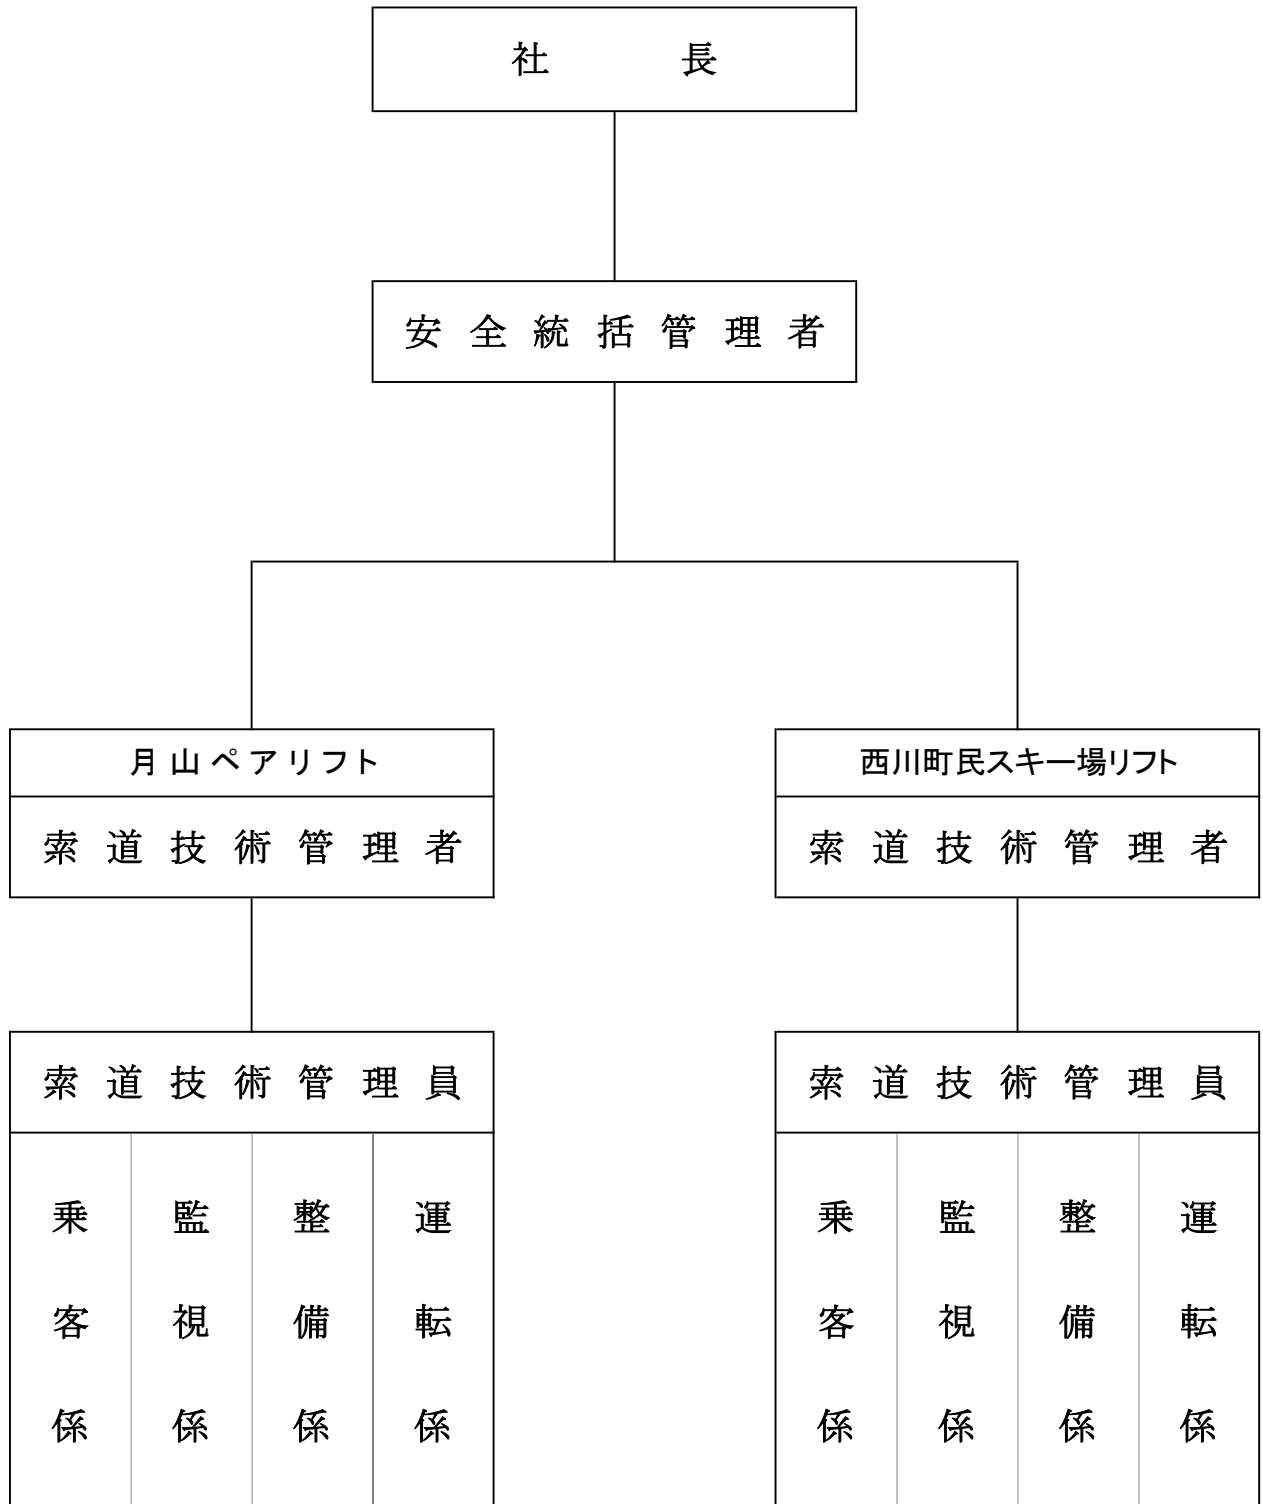 社長
安全統括管理者
月山ペアリフト
索道技術管理者
索道技術管理員
乗客係
監視係
整備係
運転係
西川町民スキー場リフト
索道技術管理者
索道技術管理員
乗客係
監視係
整備係
運転係